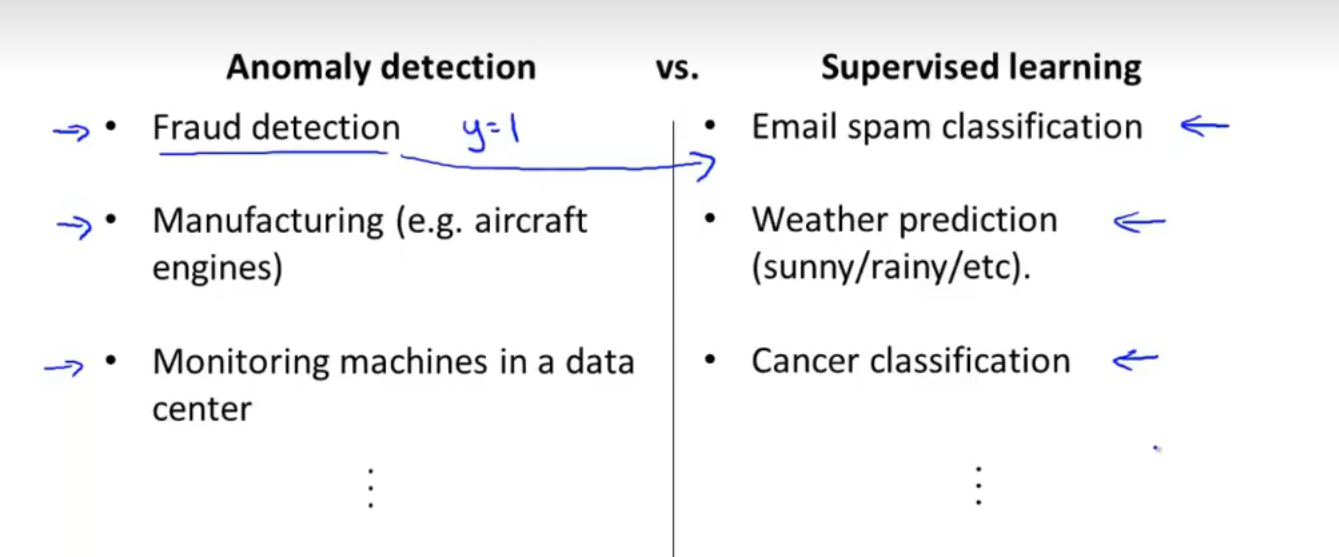 Anomaly detection vs. Supervised learning
• Fraud detection y=1
• Manufacturing (e.g. aircraft
engines)
• Monitoring machines in a data
center
• Email spam classification
• Weather prediction
(sunny/rainy/etc).
• Cancer classification